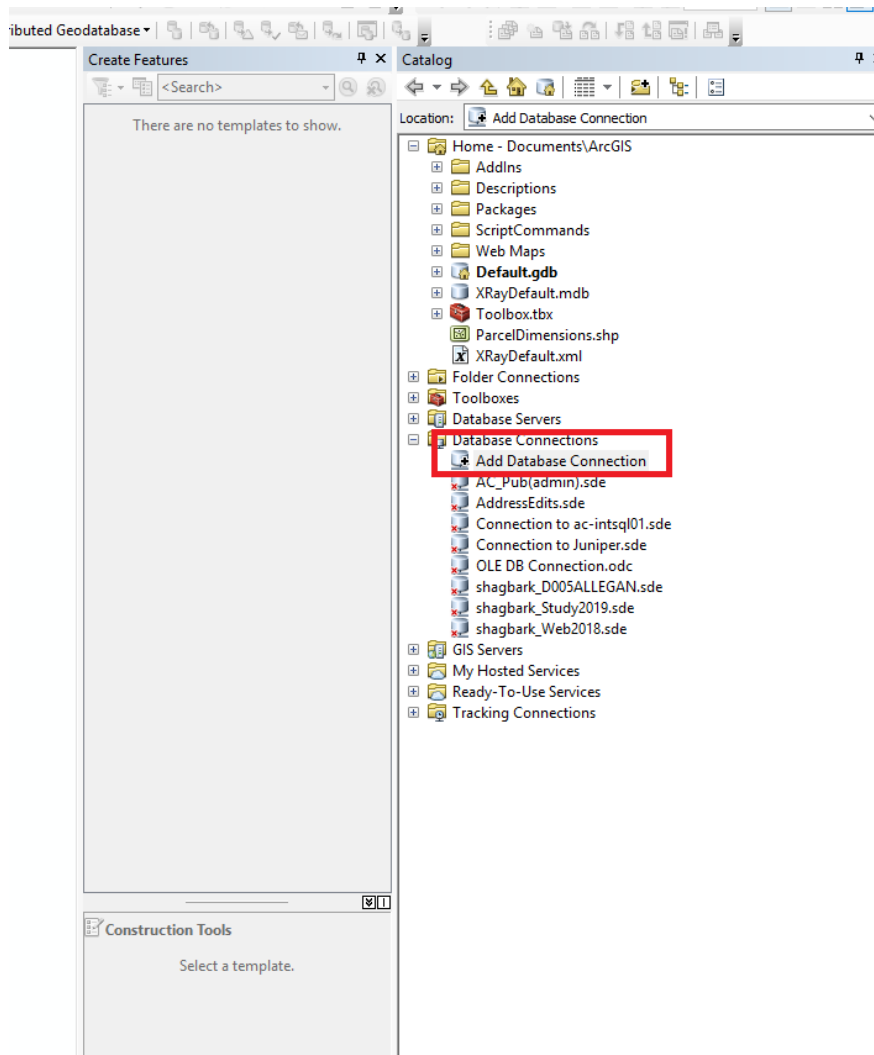 ributed Geodatabase
Create Features
<Search>
There are no templates to show.
Construction Tools
Select a template.
Catalog
Location: Add Database Connection
Home - Documents\ArcGIS
AddIns
Descriptions
Packages
ScriptCommands
Web Maps
Default.gdb
XRayDefault.mdb
Toolbox.tbx
ParcelDimensions.shp
XRayDefault.xml
Folder Connections
Toolboxes
Database Servers
Database Connections
Add Database Connection
AC_Pub(admin).sde
AddressEdits.sde
Connection to ac-intsql01.sde
Connection to Juniper.sde
OLE DB Connection.odc
shagbark_D005ALLEGAN.sde
shagbark_Study2019.sde
shagbark_Web2018.sde
GIS Servers
My Hosted Services
Ready-To-Use Services
Tracking Connections